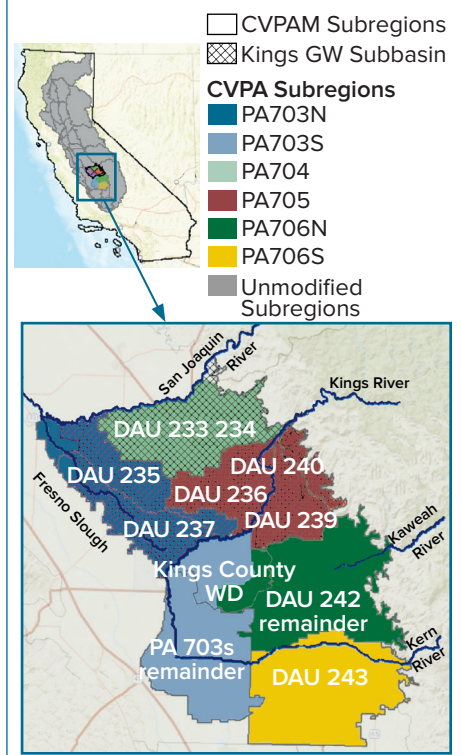 CVPAM Subregions
Kings GW Subbasin
CVPA Subregions
PA703N
PA703S
PA704
PA705
PA706N
PA706S
Unmodified
Subregions
San Joaquin
River
Kings River
DAU 233 234
DAU 240
DAU 235
DAU 236
Fresno Slough
DAU 237
DAU 239
Kaweah
River
Kings County
WD
DAU 242
remainder
PA 703s
remainder
Kern
River
DAU 243